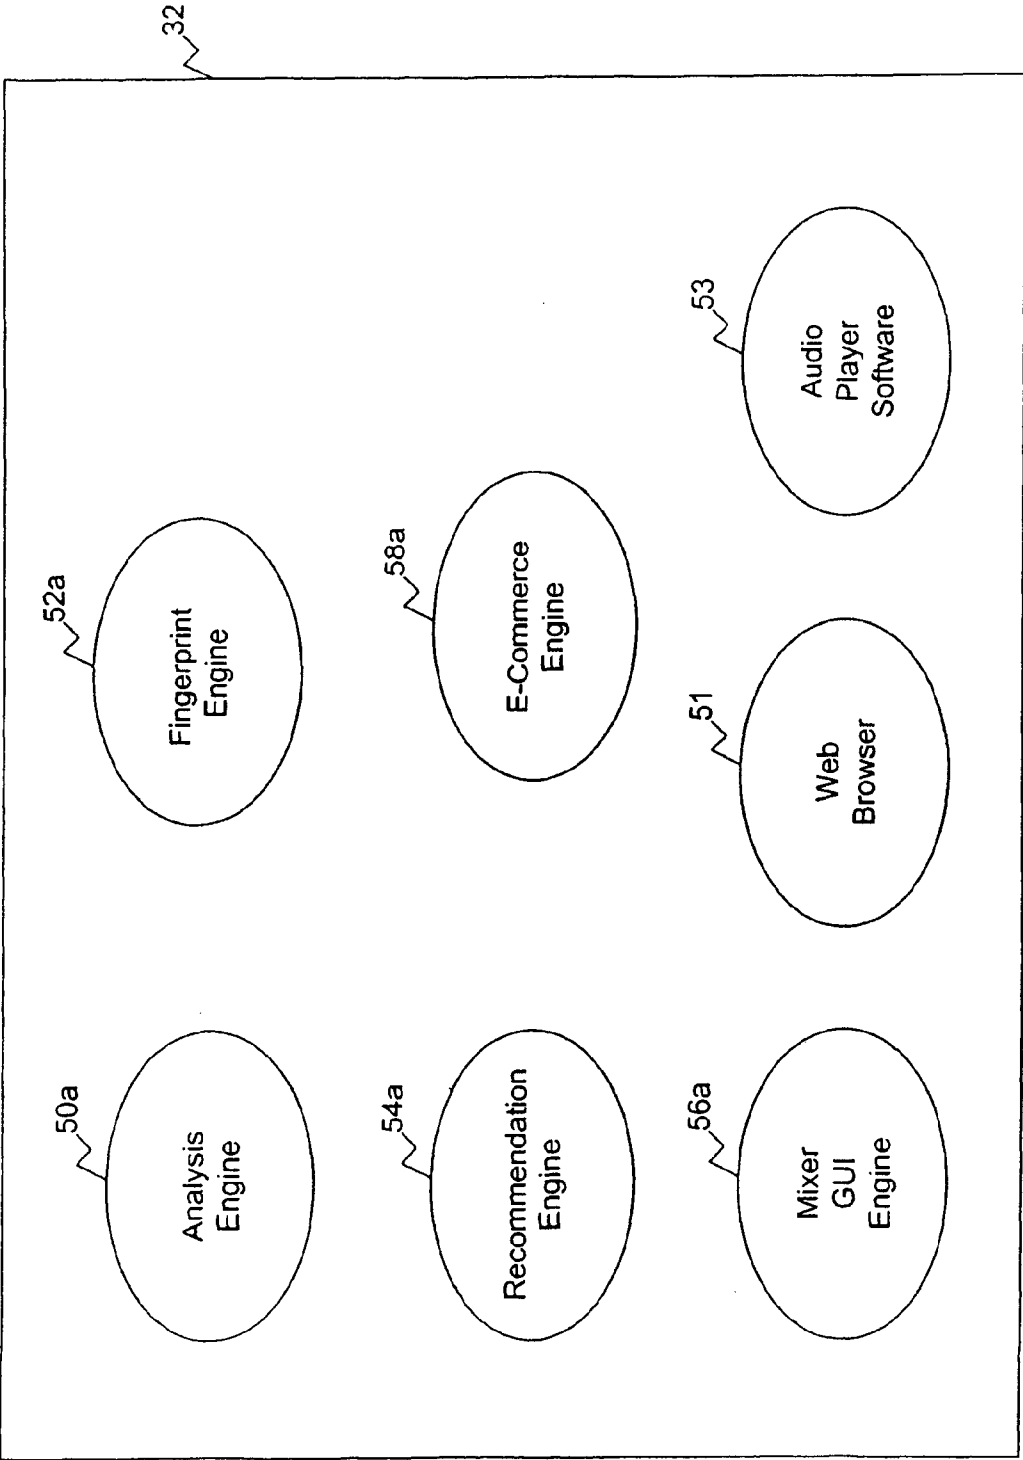 32
50a
Analysis
Engine
52a
Fingerprint
Engine
54a
Recommendation
Engine
58a
E-Commerce
Engine
56a
Mixer
GUI
Engine
51
Web
Browser
53
Audio
Player
Software